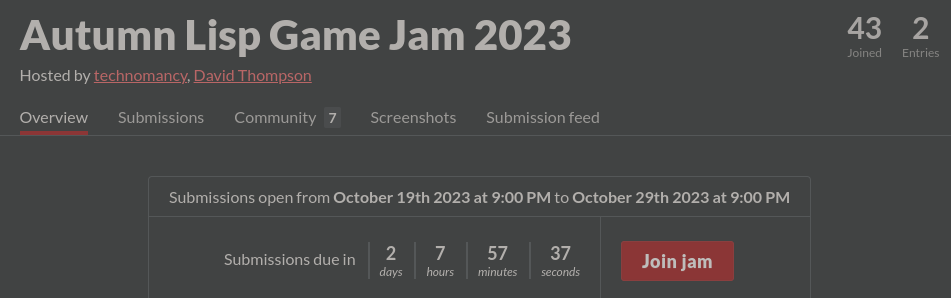 Autumn Lisp Game Jam 2023
43 2
Joined Entries
Hosted by technomancy, David Thompson
Overview Submissions Community 7 Screenshots Submission feed
Submissions open from October 19th 2023 at 9:00 PM to October 29th 2023 at 9:00 PM
Submissions due in 2 7 57 37
days hours minutes seconds
Join jam